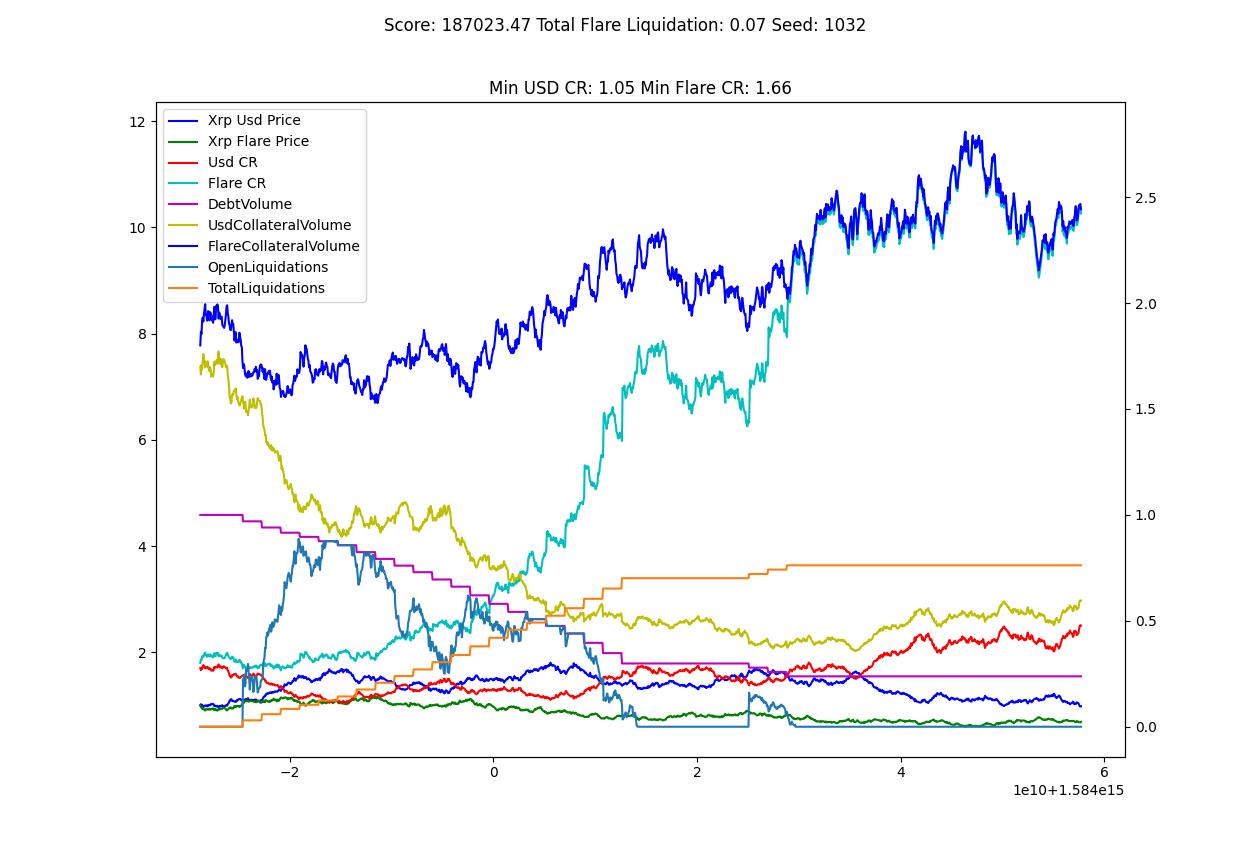 Score: 187023.47 Total Flare Liquidation: 0.07 Seed: 1032
Min USD CR: 1.05 Min Flare CR: 1.66
Xrp Usd Price
Xrp Flare Price
Usd CR
Flare CR
DebtVolume
UsdCollateralVolume
FlareCollateralVolume
OpenLiquidations
TotalLiquidations
12
10
8
6
4
2
2.5
2.0
1.5
1.0
0.5
0.0
−2
0
2
4
6
1e10+1.584e15